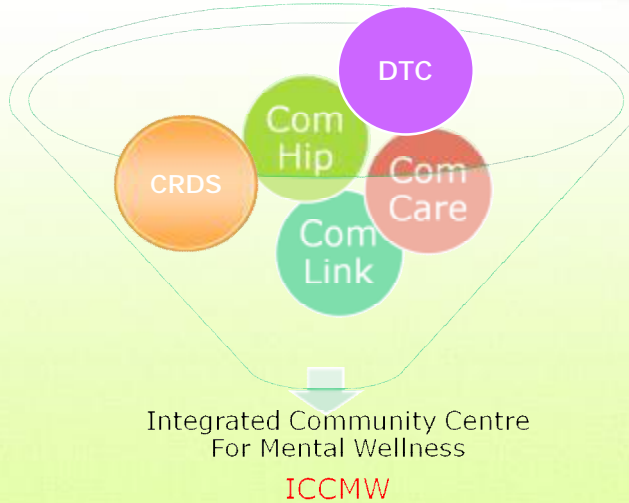 DTC
Com
Hip
CRDS
Com
Care
Com
Link
Integrated Community Centre
For Mental Wellness
ICCMW